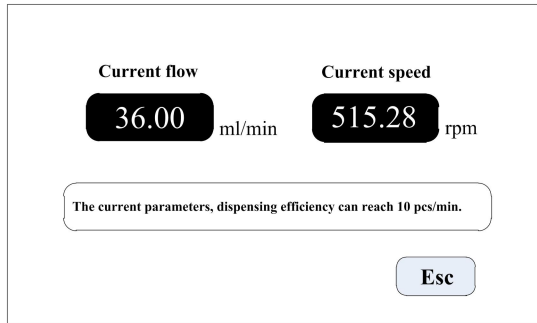 Current flow
Current speed
36.00 ml/min
515.28 rpm
The current parameters, dispensing efficiency can reach 10 pcs/min.
Esc